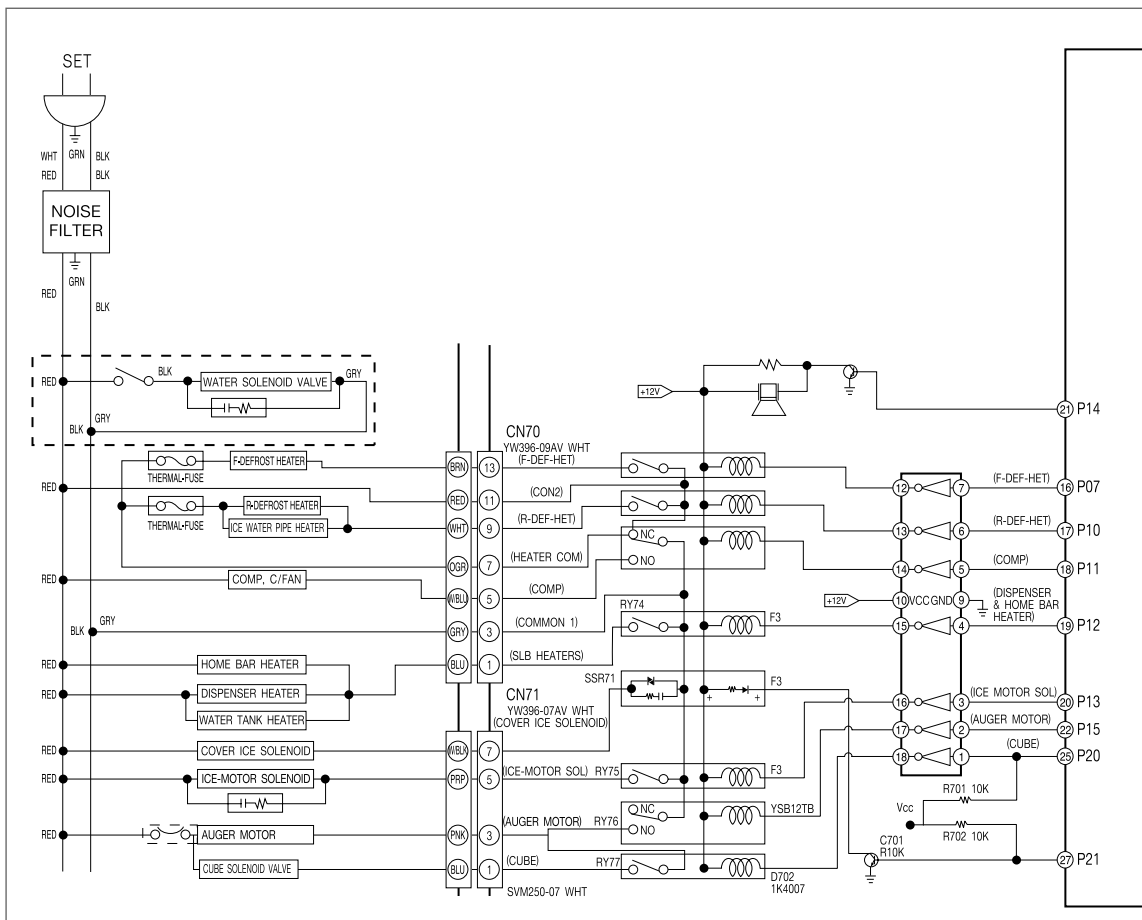 SET
WHT GRN BLK
RED BLK
NOISE
FILTER
GRN
RED
BLK
RED BLK WATER SOLENOID VALVE GRY
GRY
BLK
+12V
21 P14
CN70
YW396-09AV WHT
(F-DEF-HET)
THERMAL-FUSE F-DEFROST HEATER BRN 13
12 7 (F-DEF-HET) 16 P07
RED RED 11 (CON2)
THERMAL-FUSE R-DEFROST HEATER
ICE WATER PIPE HEATER WHT 9 (R-DEF-HET)
13 6 (R-DEF-HET) 17 P10
NC
NO
OGR 7 (HEATER COM)
14 5 (COMP) 18 P11
RED COMP, C/FAN W/BLU 5 (COMP)
+12V 10 VCC GND 9
(DISPENSER
& HOME BAR
HEATER)
BLK GRY GRY 3 (COMMON 1)
RY74 F3
15 4 19 P12
RED HOME BAR HEATER BLU 1 (SLB HEATERS)
RED DISPENSER HEATER
WATER TANK HEATER
SSR71 F3
+ +
CN71
YW396-07AV WHT
(COVER ICE SOLENOID)
16 3 (ICE MOTOR SOL) 20 P13
17 2 (AUGER MOTOR) 22 P15
RED COVER ICE SOLENOID W/BLK 7
18 1 (CUBE) 25 P20
RED ICE-MOTOR SOLENOID PRP 5 (ICE-MOTOR SOL) RY75 F3
R701 10K
Vcc
R702 10K
RED AUGER MOTOR PNK 3 (AUGER MOTOR) RY76 NC NO YSB12TB
C701
R10K
27 P21
CUBE SOLENOID VALVE BLU 1 (CUBE) RY77
D702
1K4007
SVM250-07 WHT